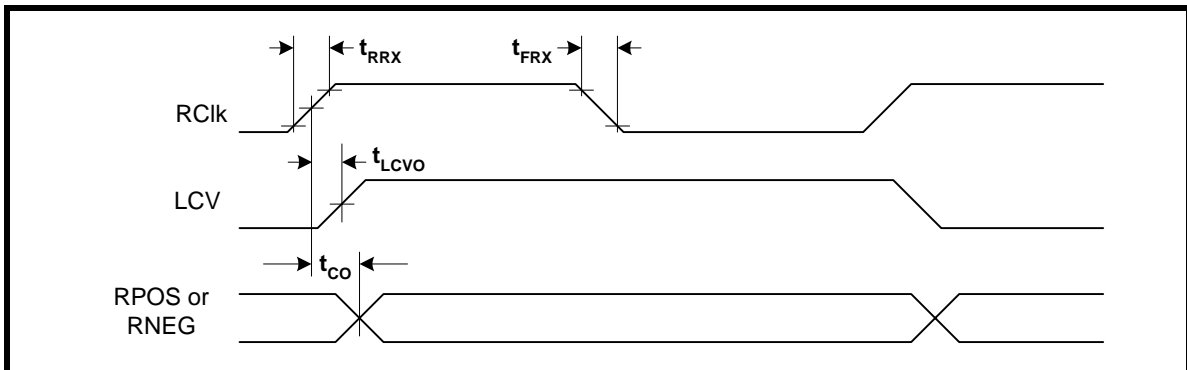 tRRX
tFRX
RClk
tLCVO
LCV
tCO
RPOS or
RNEG